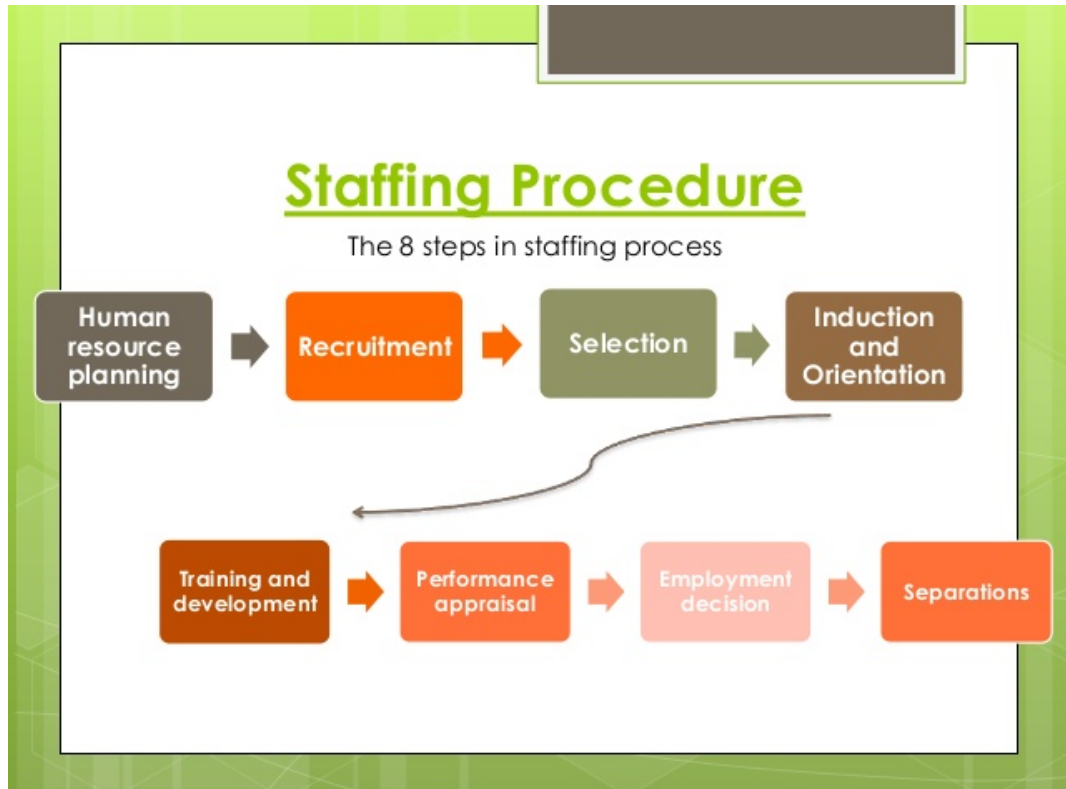 Staffing Procedure
The 8 steps in staffing process
Human
resource
planning
Recruitment
Selection
Induction
and
Orientation
Training and
development
Performance
appraisal
Employment
decision
Separations